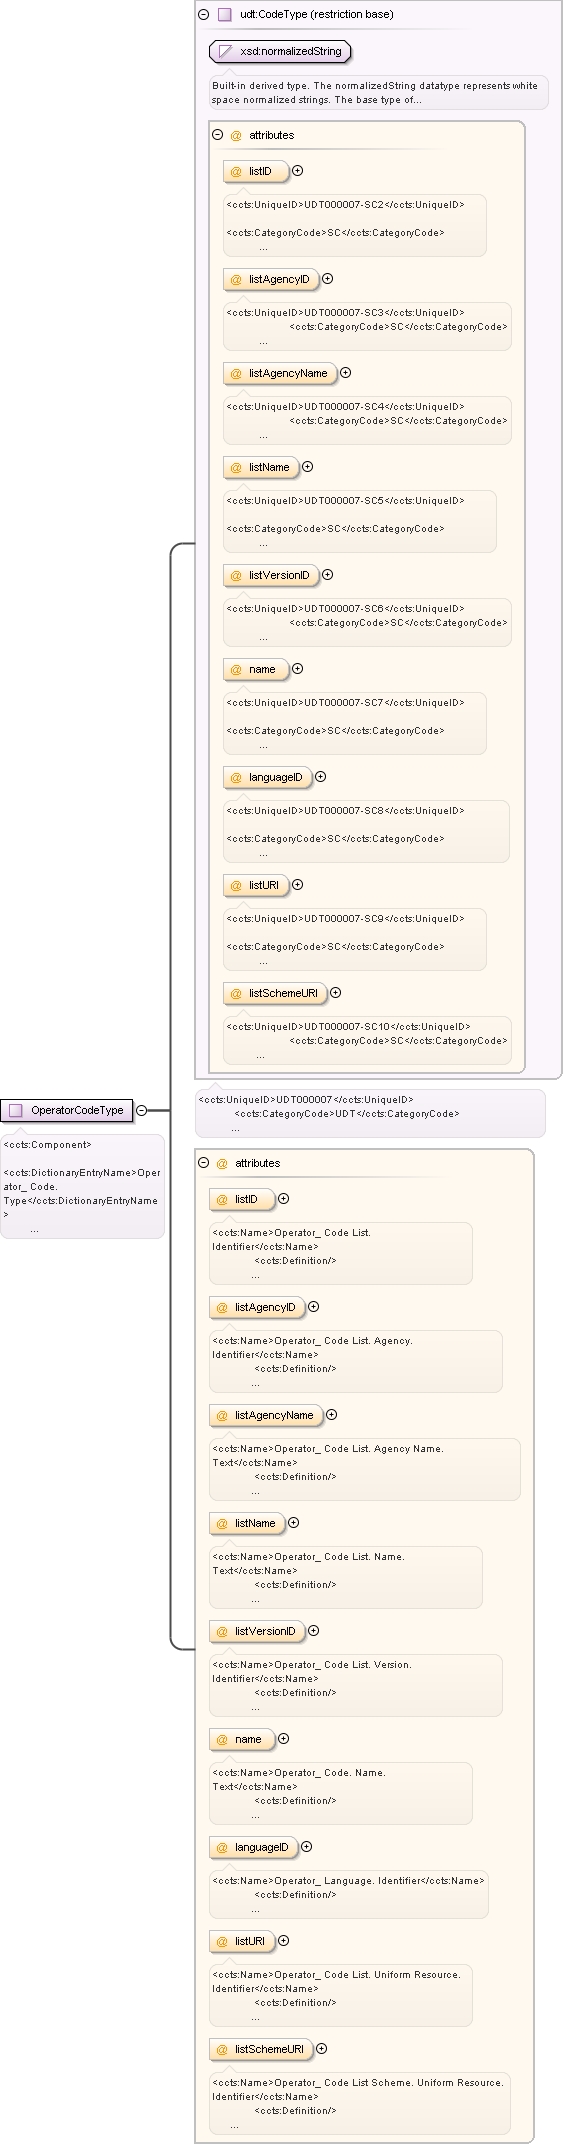 udt:CodeType (restriction base)
xsd:normalizedString
Built-in derived type. The normalizedString datatype represents white
space normalized strings. The base type of...
@ attributes
@ listID
<ccts:UniqueID>UDT000007-SC2</ccts:UniqueID>
<ccts:CategoryCode>SC</ccts:CategoryCode>
...
@ listAgencyID
<ccts:UniqueID>UDT000007-SC3</ccts:UniqueID>
<ccts:CategoryCode>SC</ccts:CategoryCode>
...
@ listAgencyName
<ccts:UniqueID>UDT000007-SC4</ccts:UniqueID>
<ccts:CategoryCode>SC</ccts:CategoryCode>
...
@ listName
<ccts:UniqueID>UDT000007-SC5</ccts:UniqueID>
<ccts:CategoryCode>SC</ccts:CategoryCode>
...
@ listVersionID
<ccts:UniqueID>UDT000007-SC6</ccts:UniqueID>
<ccts:CategoryCode>SC</ccts:CategoryCode>
...
@ name
<ccts:UniqueID>UDT000007-SC7</ccts:UniqueID>
<ccts:CategoryCode>SC</ccts:CategoryCode>
...
@ languageID
<ccts:UniqueID>UDT000007-SC8</ccts:UniqueID>
<ccts:CategoryCode>SC</ccts:CategoryCode>
...
@ listURI
<ccts:UniqueID>UDT000007-SC9</ccts:UniqueID>
<ccts:CategoryCode>SC</ccts:CategoryCode>
...
@ listSchemeURI
<ccts:UniqueID>UDT000007-SC10</ccts:UniqueID>
<ccts:CategoryCode>SC</ccts:CategoryCode>
...
<ccts:UniqueID>UDT000007</ccts:UniqueID>
<ccts:CategoryCode>UDT</ccts:CategoryCode>
...
OperatorCodeType
<ccts:Component>
<ccts:DictionaryEntryName>Oper
ator_ Code.
Type</ccts:DictionaryEntryName
>
...
@ attributes
@ listID
<ccts:Name>Operator_ Code List.
Identifier</ccts:Name>
<ccts:Definition/>
...
@ listAgencyID
<ccts:Name>Operator_ Code List. Agency.
Identifier</ccts:Name>
<ccts:Definition/>
...
@ listAgencyName
<ccts:Name>Operator_ Code List. Agency Name.
Text</ccts:Name>
<ccts:Definition/>
...
@ listName
<ccts:Name>Operator_ Code List. Name.
Text</ccts:Name>
<ccts:Definition/>
...
@ listVersionID
<ccts:Name>Operator_ Code List. Version.
Identifier</ccts:Name>
<ccts:Definition/>
...
@ name
<ccts:Name>Operator_ Code. Name.
Text</ccts:Name>
<ccts:Definition/>
...
@ languageID
<ccts:Name>Operator_ Language. Identifier</ccts:Name>
<ccts:Definition/>
...
@ listURI
<ccts:Name>Operator_ Code List. Uniform Resource.
Identifier</ccts:Name>
<ccts:Definition/>
...
@ listSchemeURI
<ccts:Name>Operator_ Code List Scheme. Uniform Resource.
Identifier</ccts:Name>
<ccts:Definition/>
...